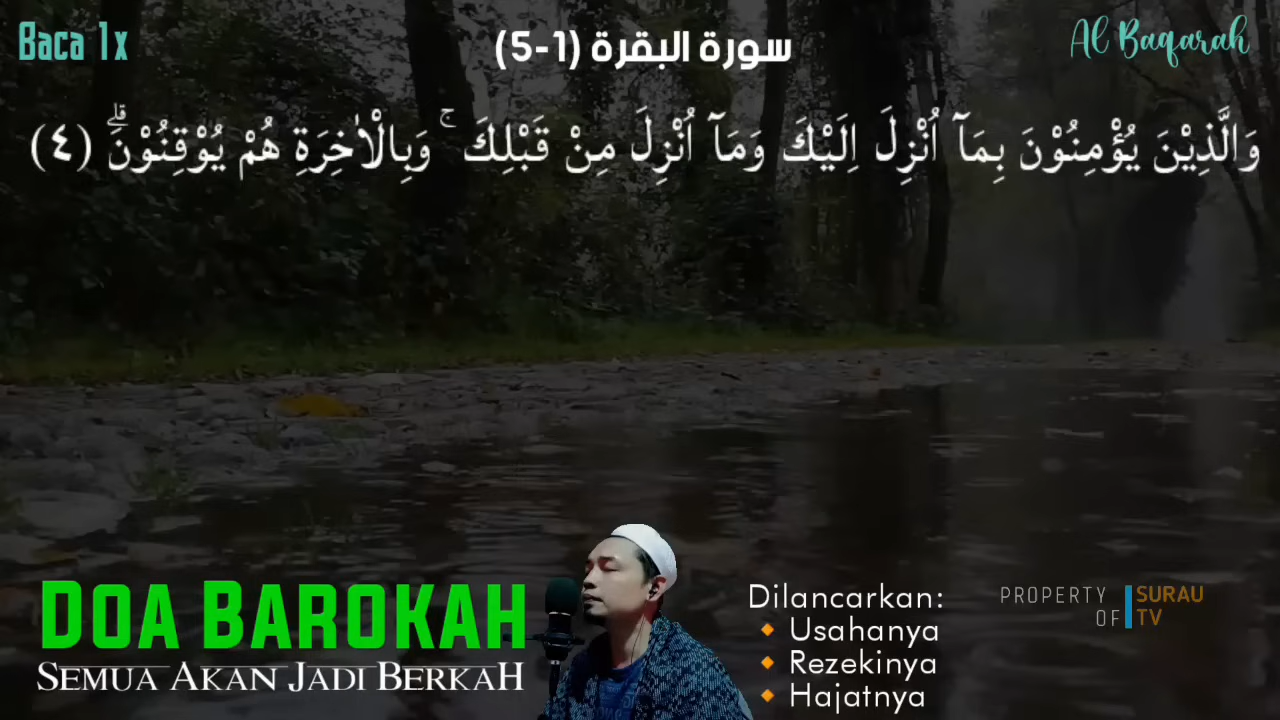 Baca 1x
سورة البقرة (1-5)
Al Baqarah
وَالَّذِيْنَ يُؤْمِنُوْنَ بِمَآ اُنْزِلَ اِلَيْكَ وَمَآ اُنْزِلَ مِنْ قَبْلِكَ ۚ وَبِالْاٰخِرَةِ هُمْ يُوْقِنُوْنَۗ (٤)
DOA BAROKAH
SEMUA AKAN JADI BERKAH
Dilancarkan:
🔸 Usahanya
🔸 Rezekinya
🔸 Hajatnya
PROPERTY OF
SURAU TV